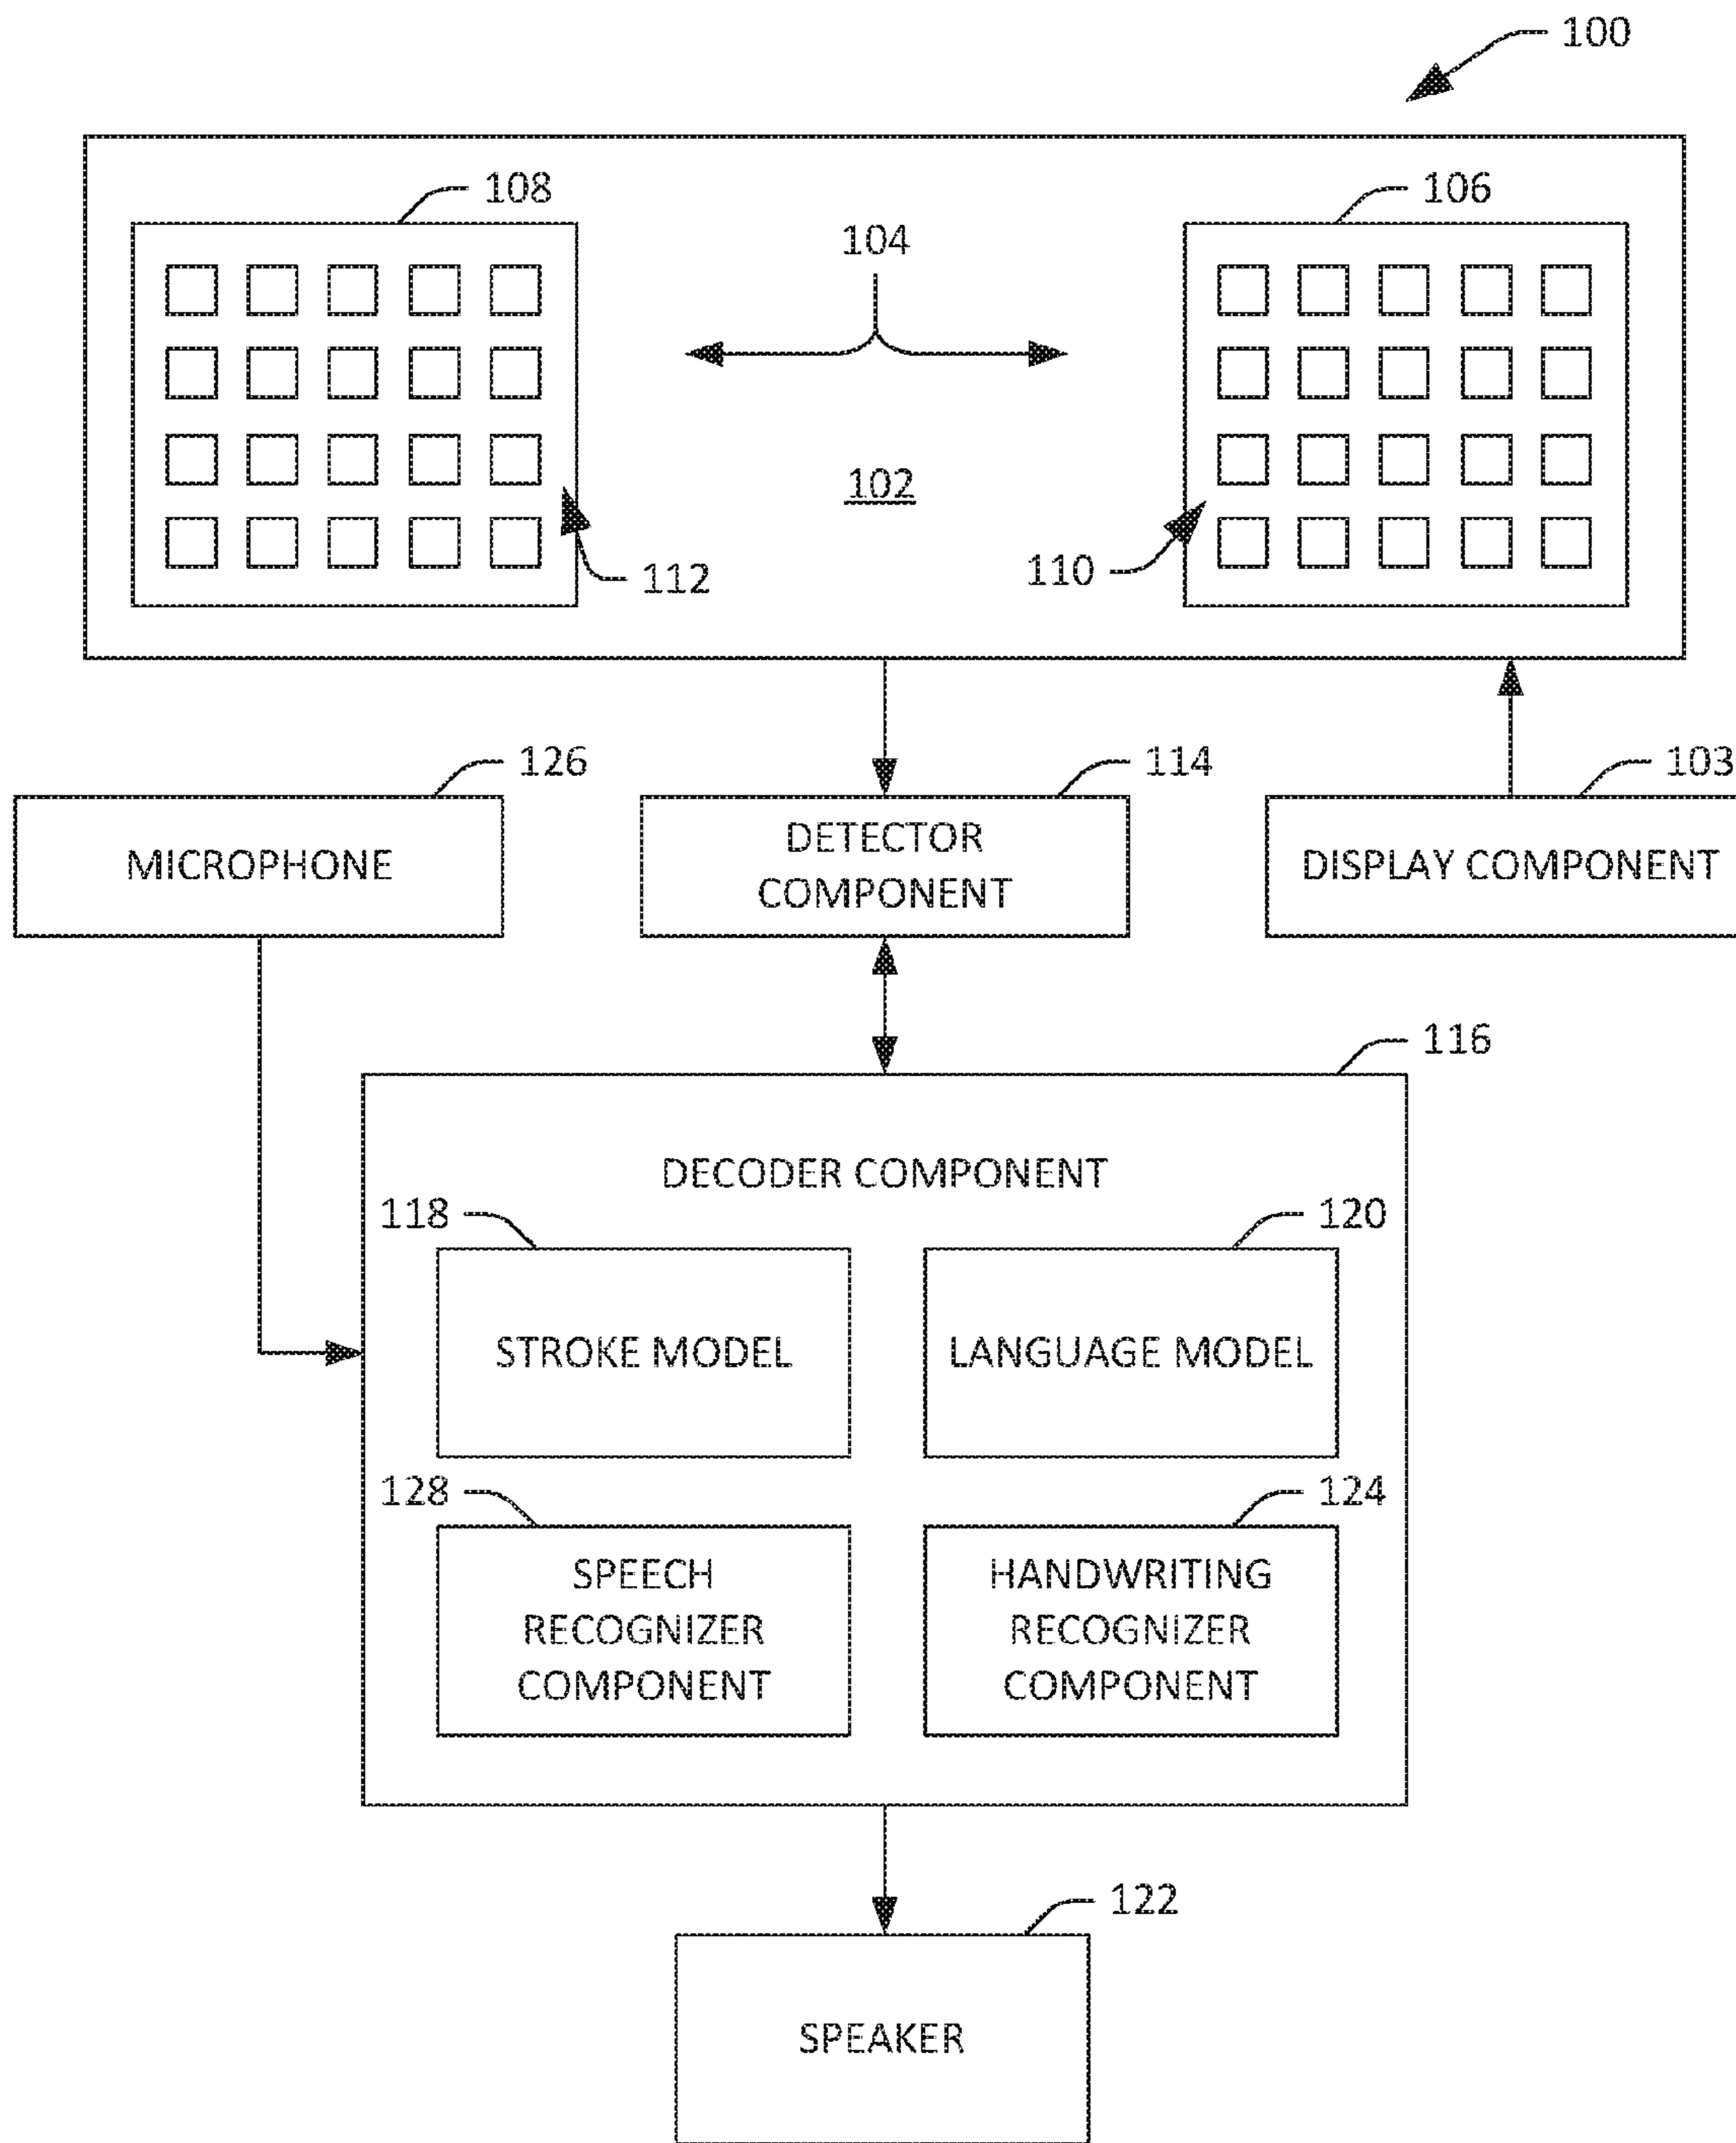 100
108
106
104
102
112
110
126
114
103
MICROPHONE
DETECTOR
COMPONENT
DISPLAY COMPONENT
116
DECODER COMPONENT
118
120
STROKE MODEL
LANGUAGE MODEL
128
124
SPEECH
RECOGNIZER
COMPONENT
HANDWRITING
RECOGNIZER
COMPONENT
122
SPEAKER